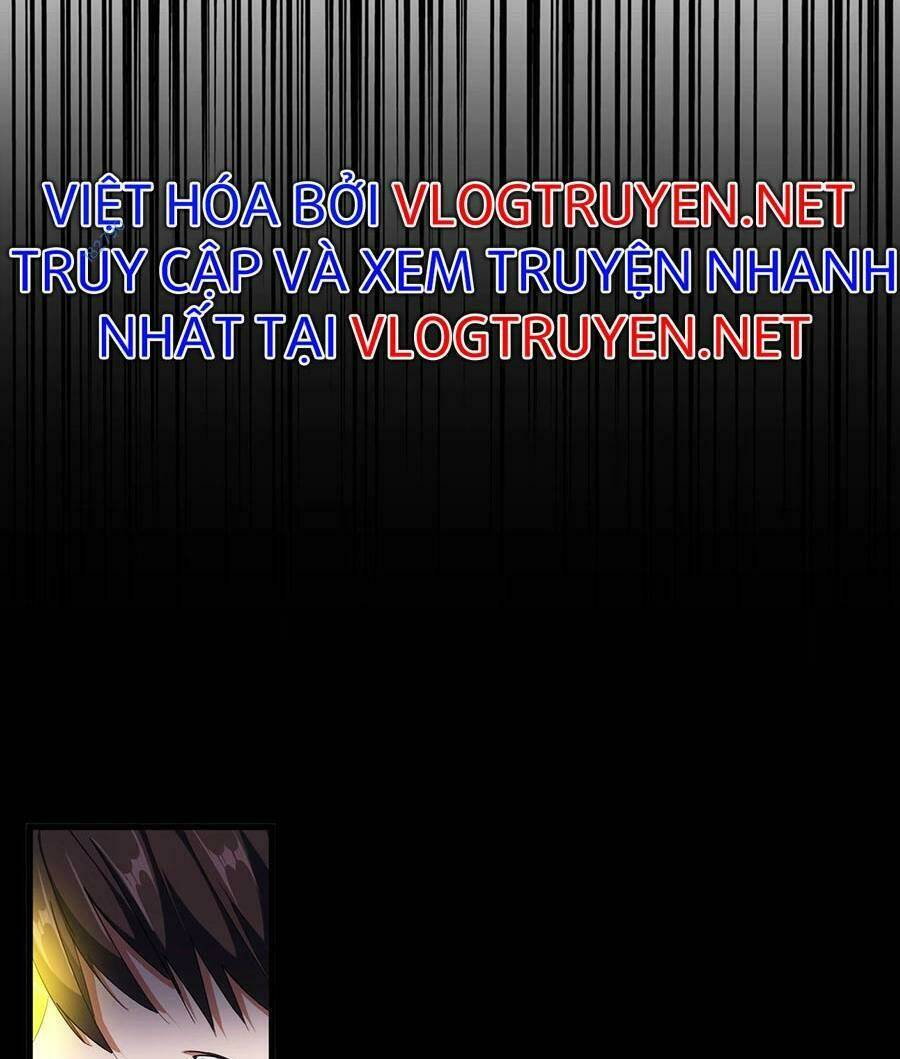 VIỆT HÓA BỞI VLOGTRUYEN.NET
TRUY CẬP VÀ XEM TRUYỆN NHANH
NHẤT TẠI VLOGTRUYEN.NET